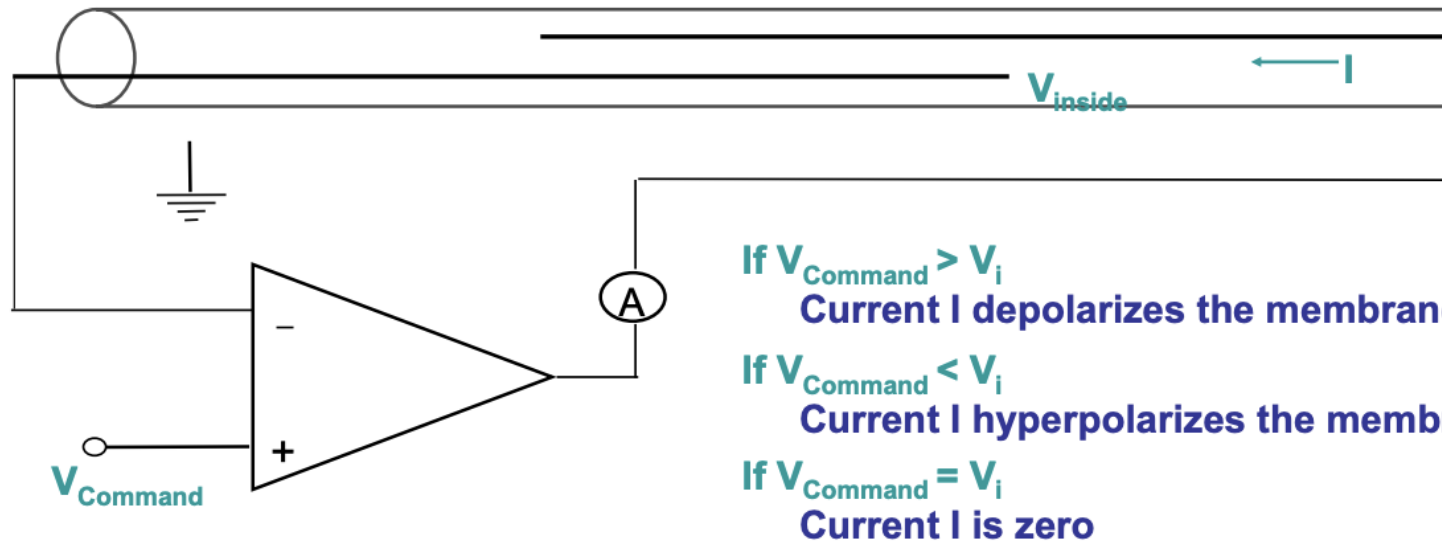 I
V inside
If V Command > V i
Current I depolarizes the membran
A
−
If V Command < V i
Current I hyperpolarizes the memb
+
V Command
If V Command = V i
Current I is zero